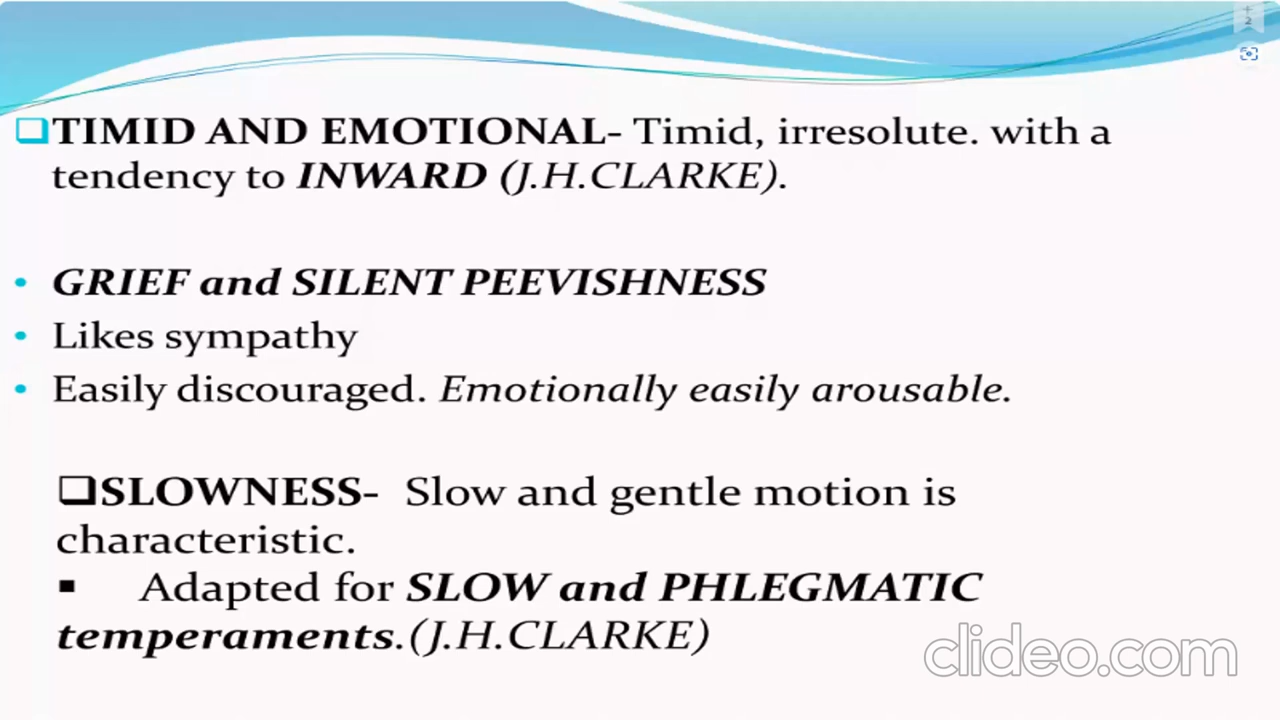 TIMID AND EMOTIONAL- Timid, irresolute. with a
tendency to INWARD (J.H.CLARKE).
• GRIEF and SILENT PEEVISHNESS
• Likes sympathy
• Easily discouraged. Emotionally easily arousable.
SLOWNESS- Slow and gentle motion is
characteristic.
▪ Adapted for SLOW and PHLEGMATIC
temperaments.(J.H.CLARKE)
clideo.com